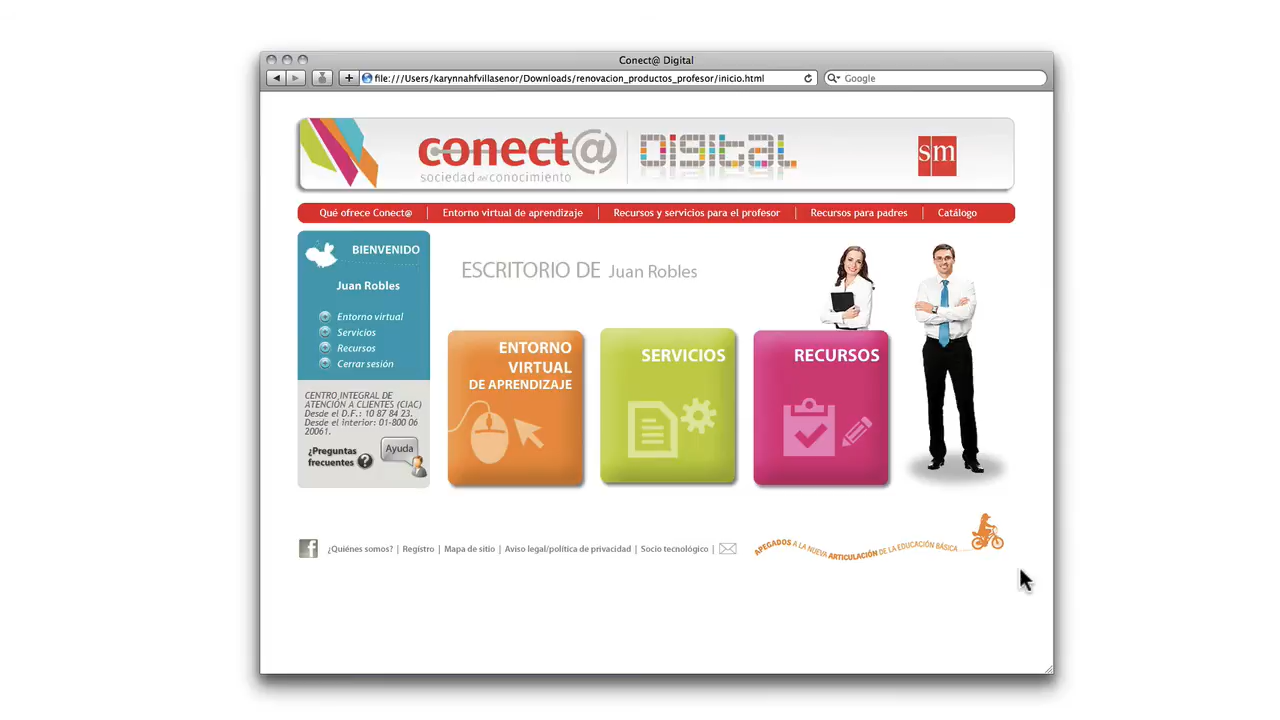 Conect@ Digital
file:///Users/karynnahfvillasenor/Downloads/renovacion_productos_profesor/inicio.html
Google
conect@
sociedad del conocimiento
Digital
sm
Qué ofrece Conect@
Entorno virtual de aprendizaje
Recursos y servicios para el profesor
Recursos para padres
Catálogo
BIENVENIDO
Juan Robles
Entorno virtual
Servicios
Recursos
Cerrar sesión
CENTRO INTEGRAL DE
ATENCIÓN A CLIENTES (CIAC)
Desde el D.F.: 10 87 84 23.
Desde el interior: 01-800 06
20061.
¿Preguntas
frecuentes
?
Ayuda
ESCRITORIO DE Juan Robles
ENTORNO
VIRTUAL
DE APRENDIZAJE
SERVICIOS
RECURSOS
f
¿Quiénes somos? | Registro | Mapa de sitio | Aviso legal/política de privacidad | Socio tecnológico |
APEGADOS A LA NUEVA ARTICULACIÓN DE LA EDUCACIÓN BÁSICA